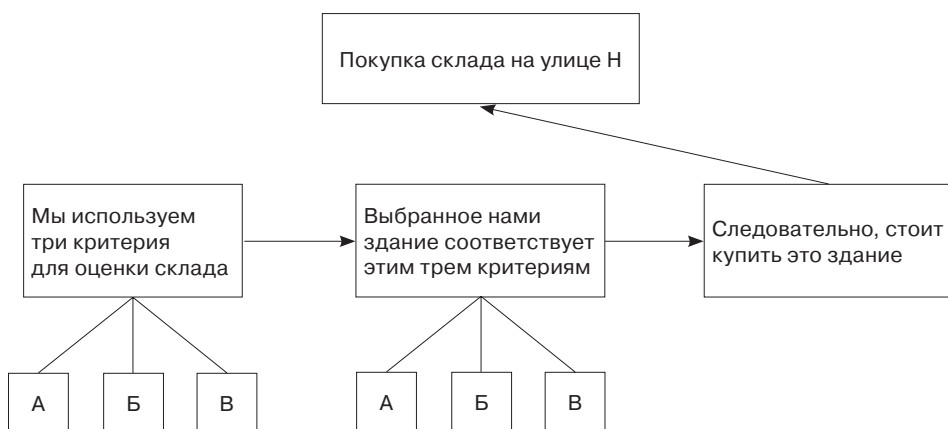 Покупка склада на улице Н
Мы используем
три критерия
для оценки склада
Выбранное нами
здание соответствует
этим трем критериям
Следовательно, стоит
купить это здание
А
Б
В
А
Б
В